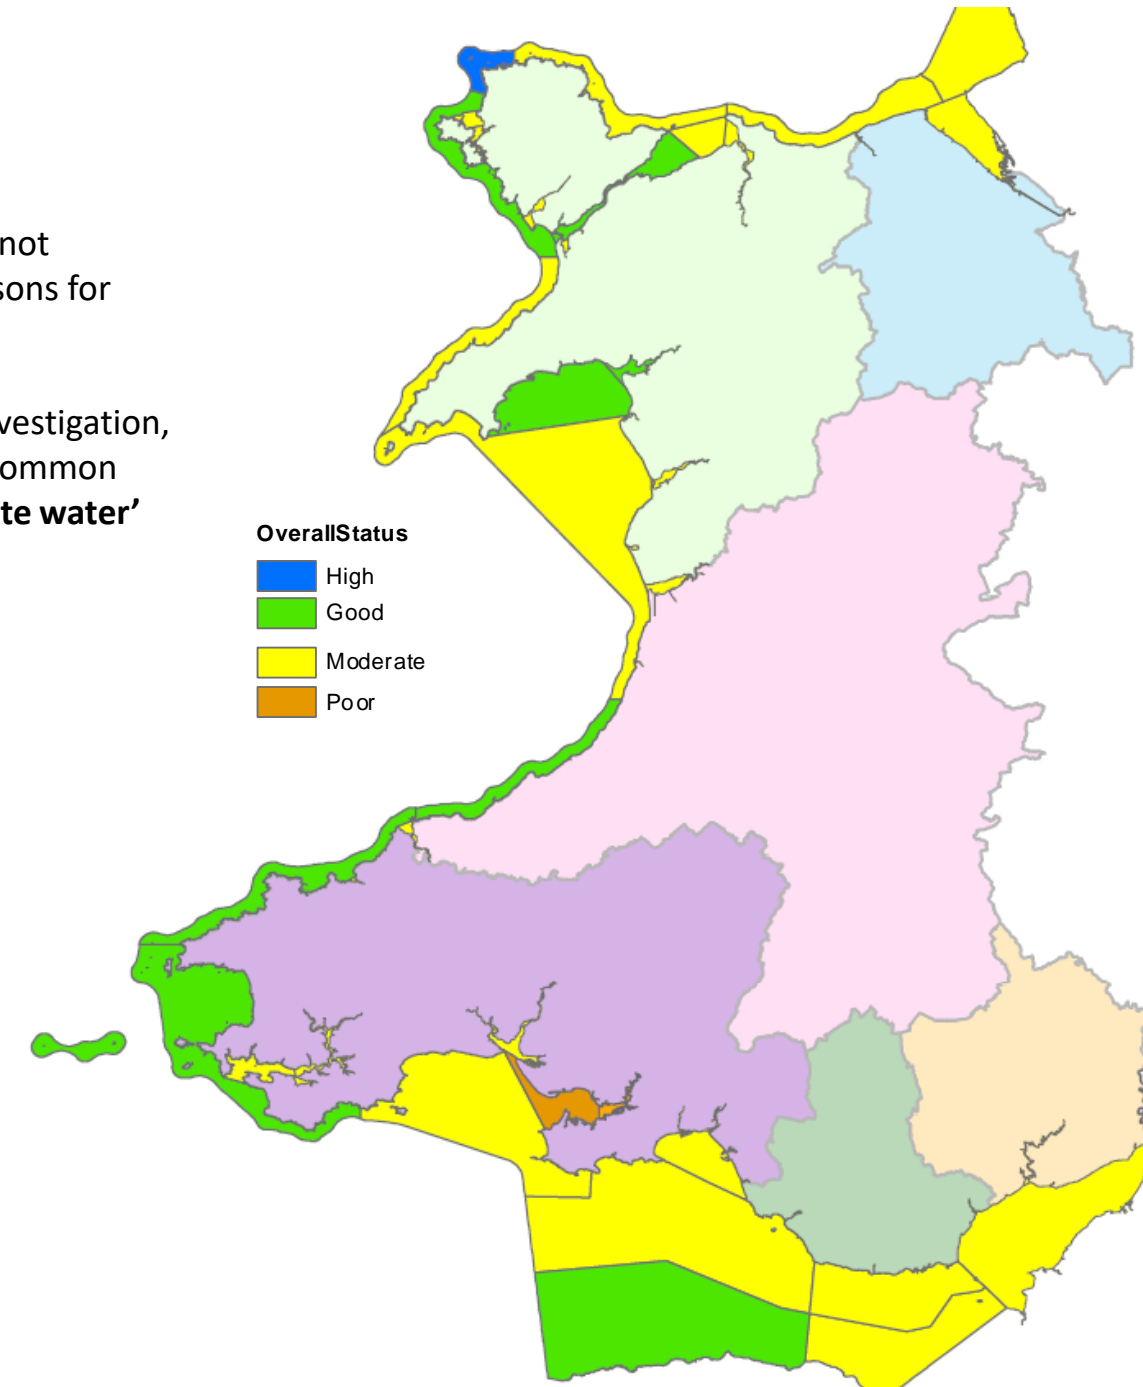 not
sons for
vestigation,
ommon
te water’
OverallStatus
High
Good
Moderate
Poor